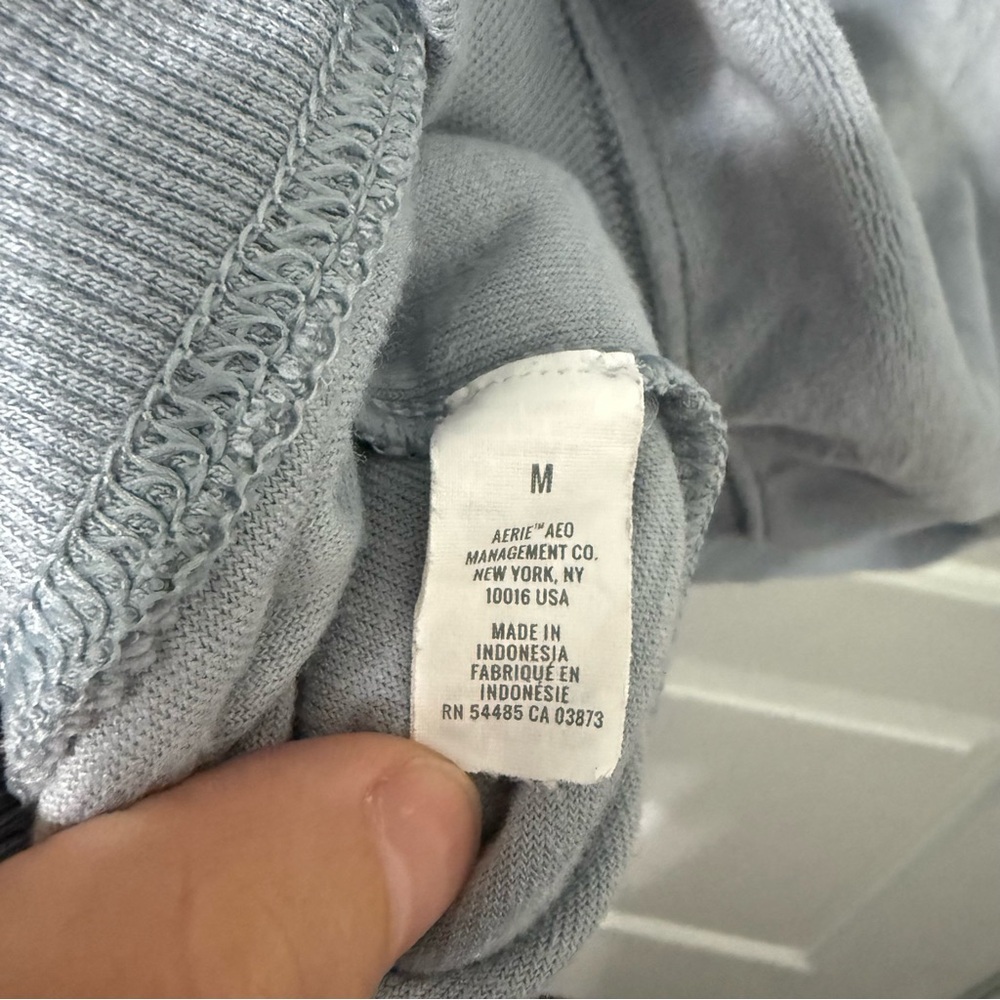 M
AERIE™ AEO
MANAGEMENT CO.
NEW YORK, NY
10016 USA
MADE IN
INDONESIA
FABRIQUÉ EN
INDONÉSIE
RN 54485 CA 03873